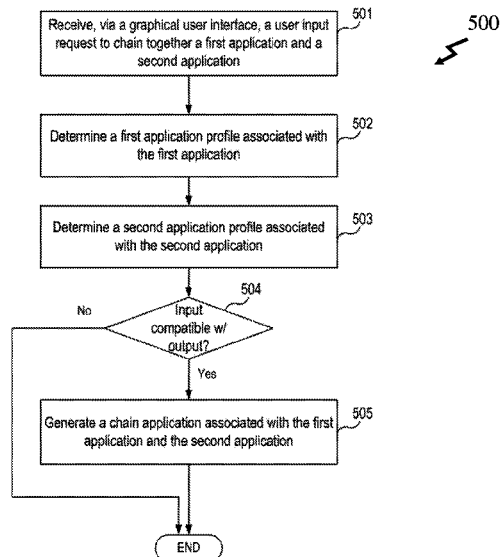 500
501
Receive, via a graphical user interface, a user input
request to chain together a first application and a
second application
502
Determine a first application profile associated with
the first application
503
Determine a second application profile associated
with the second application
504
No
Input
compatible w/
output?
Yes
505
Generate a chain application associated with the first
application and the second application
END